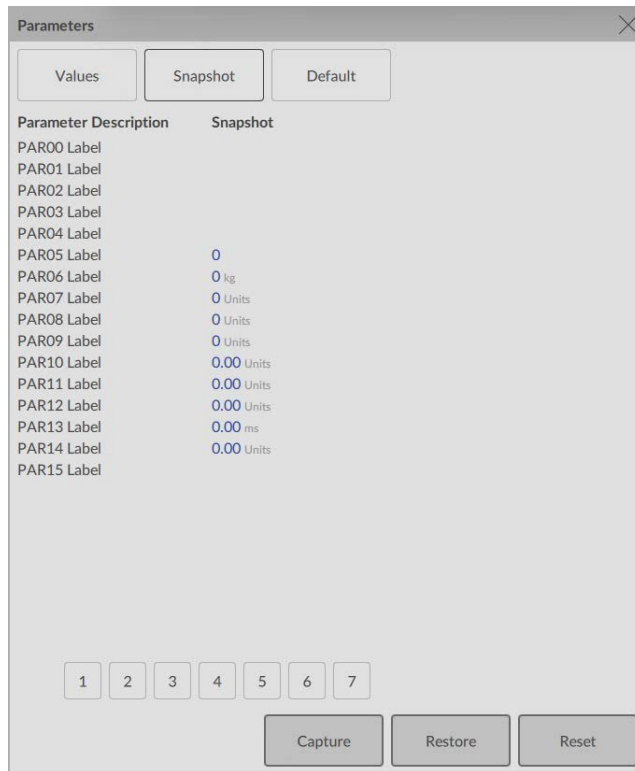 Parameters
Values Snapshot Default
Parameter Description Snapshot
PAR00 Label
PAR01 Label
PAR02 Label
PAR03 Label
PAR04 Label
PAR05 Label 0
PAR06 Label 0 kg
PAR07 Label 0 Units
PAR08 Label 0 Units
PAR09 Label 0 Units
PAR10 Label 0.00 Units
PAR11 Label 0.00 Units
PAR12 Label 0.00 Units
PAR13 Label 0.00 ms
PAR14 Label 0.00 Units
PAR15 Label
1 2 3 4 5 6 7
Capture Restore Reset